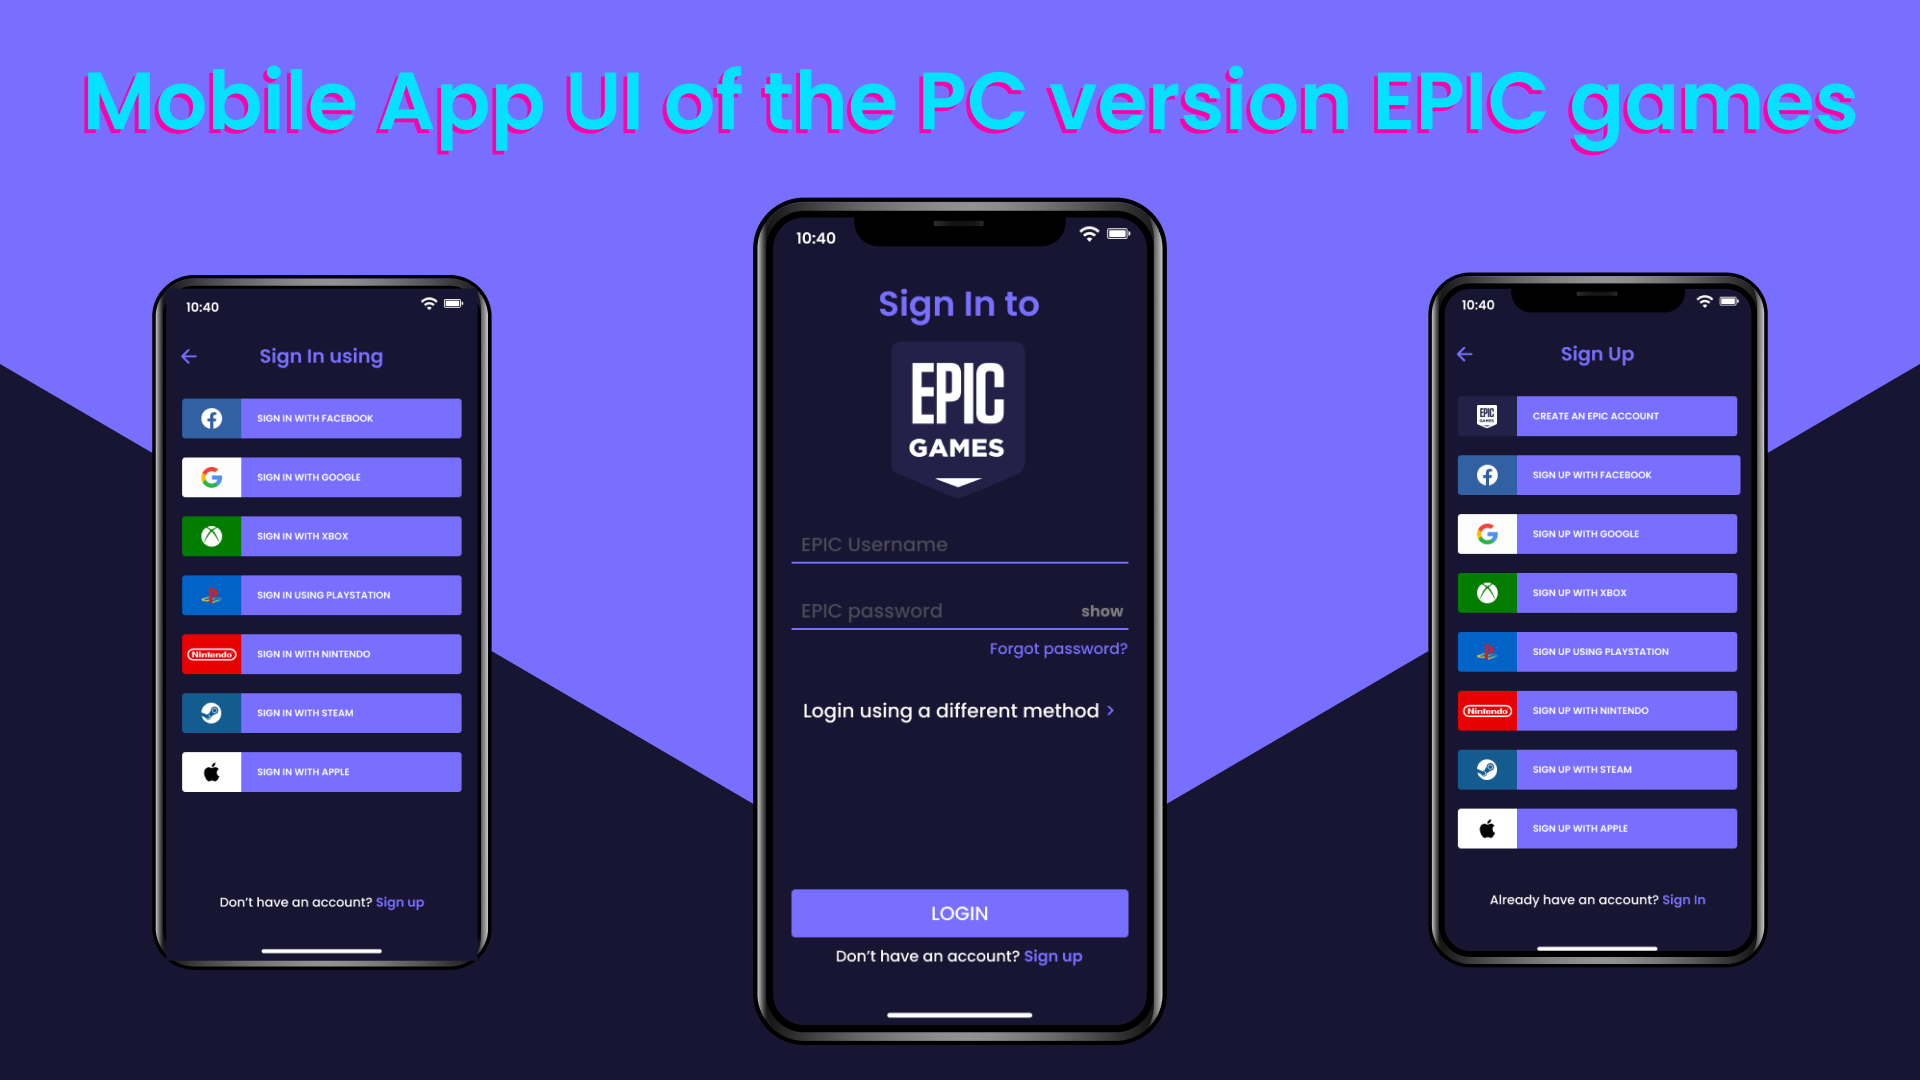 Mobile App UI of the PC version EPIC games
10:40
Sign In using
SIGN IN WITH FACEBOOK
SIGN IN WITH GOOGLE
SIGN IN WITH XBOX
SIGN IN USING PLAYSTATION
Nintendo
SIGN IN WITH NINTENDO
SIGN IN WITH STEAM
SIGN IN WITH APPLE
Don't have an account? Sign up
10:40
Sign In to
EPIC
GAMES
EPIC Username
EPIC password
show
Forgot password?
Login using a different method >
LOGIN
Don't have an account? Sign up
10:40
Sign Up
EPIC
GAMES
CREATE AN EPIC ACCOUNT
SIGN UP WITH FACEBOOK
SIGN UP WITH GOOGLE
SIGN UP WITH XBOX
SIGN UP USING PLAYSTATION
Nintendo
SIGN UP WITH NINTENDO
SIGN UP WITH STEAM
SIGN UP WITH APPLE
Already have an account? Sign In